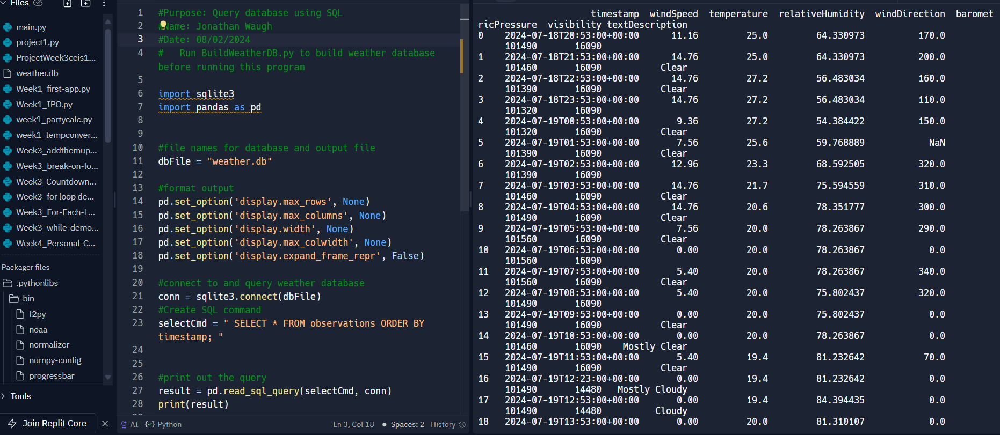 Files
main.py
project1.py
ProjectWeek3ceis1...
weather.db
Week1_first-app.py
Week1_IPO.py
week1_partycalc.py
week1_tempconver...
Week3_addthemup...
Week3_break-on-lo...
Week3_Countdown...
Week3_for loop de...
Week3_For-Each-L...
Week3_while-demo...
Week4_Personal-C...
Packager files
.pythonlibs
bin
f2py
noaa
normalizer
numpy-config
progressbar
Tools
Join Replit Core
1 #Purpose: Query database using SQL
2 #Name: Jonathan Waugh
3 #Date: 08/02/2024
4 #   Run BuildWeatherDB.py to build weather database
before running this program
5
6 import sqlite3
7 import pandas as pd
8
9
10 #file names for database and output file
11 dbFile = "weather.db"
12
13 #format output
14 pd.set_option('display.max_rows', None)
15 pd.set_option('display.max_columns', None)
16 pd.set_option('display.width', None)
17 pd.set_option('display.max_colwidth', None)
18 pd.set_option('display.expand_frame_repr', False)
19
20 #connect to and query weather database
21 conn = sqlite3.connect(dbFile)
22 #Create SQL command
23 selectCmd = " SELECT * FROM observations ORDER BY
timestamp; "
24
25
26 #print out the query
27 result = pd.read_sql_query(selectCmd, conn)
28 print(result)
AI {} Python Ln 3, Col 18 • Spaces: 2 History
timestamp windSpeed temperature relativeHumidity windDirection baromet
ricPressure visibility textDescription
0 2024-07-18T20:53:00+00:00 11.16 25.0 64.330973 170.0
101490 16090
1 2024-07-18T21:53:00+00:00 14.76 25.0 64.330973 200.0
101460 16090 Clear
2 2024-07-18T22:53:00+00:00 14.76 27.2 56.483034 160.0
101390 16090 Clear
3 2024-07-18T23:53:00+00:00 14.76 27.2 56.483034 110.0
101320 16090
4 2024-07-19T00:53:00+00:00 9.36 27.2 54.384422 150.0
101320 16090 Clear
5 2024-07-19T01:53:00+00:00 7.56 25.6 59.768889 NaN
101390 16090 Clear
6 2024-07-19T02:53:00+00:00 12.96 23.3 68.592505 320.0
101390 16090
7 2024-07-19T03:53:00+00:00 14.76 21.7 75.594559 310.0
101460 16090 Clear
8 2024-07-19T04:53:00+00:00 14.76 20.6 78.351777 300.0
101490 16090 Clear
9 2024-07-19T05:53:00+00:00 7.56 20.0 78.263867 290.0
101560 16090 Clear
10 2024-07-19T06:53:00+00:00 0.00 20.0 78.263867 0.0
101560 16090
11 2024-07-19T07:53:00+00:00 5.40 20.0 78.263867 340.0
101560 16090 Clear
12 2024-07-19T08:53:00+00:00 5.40 20.0 75.802437 320.0
101490 16090
13 2024-07-19T09:53:00+00:00 0.00 20.0 75.802437 0.0
101490 16090 Clear
14 2024-07-19T10:53:00+00:00 0.00 20.0 78.263867 0.0
101460 16090 Mostly Clear
15 2024-07-19T11:53:00+00:00 5.40 19.4 81.232642 70.0
101490 16090 Clear
16 2024-07-19T12:23:00+00:00 0.00 19.4 81.232642 0.0
101490 14480 Mostly Cloudy
17 2024-07-19T12:53:00+00:00 0.00 19.4 84.394435 0.0
101490 14480 Cloudy
18 2024-07-19T13:53:00+00:00 0.00 20.0 81.310107 0.0